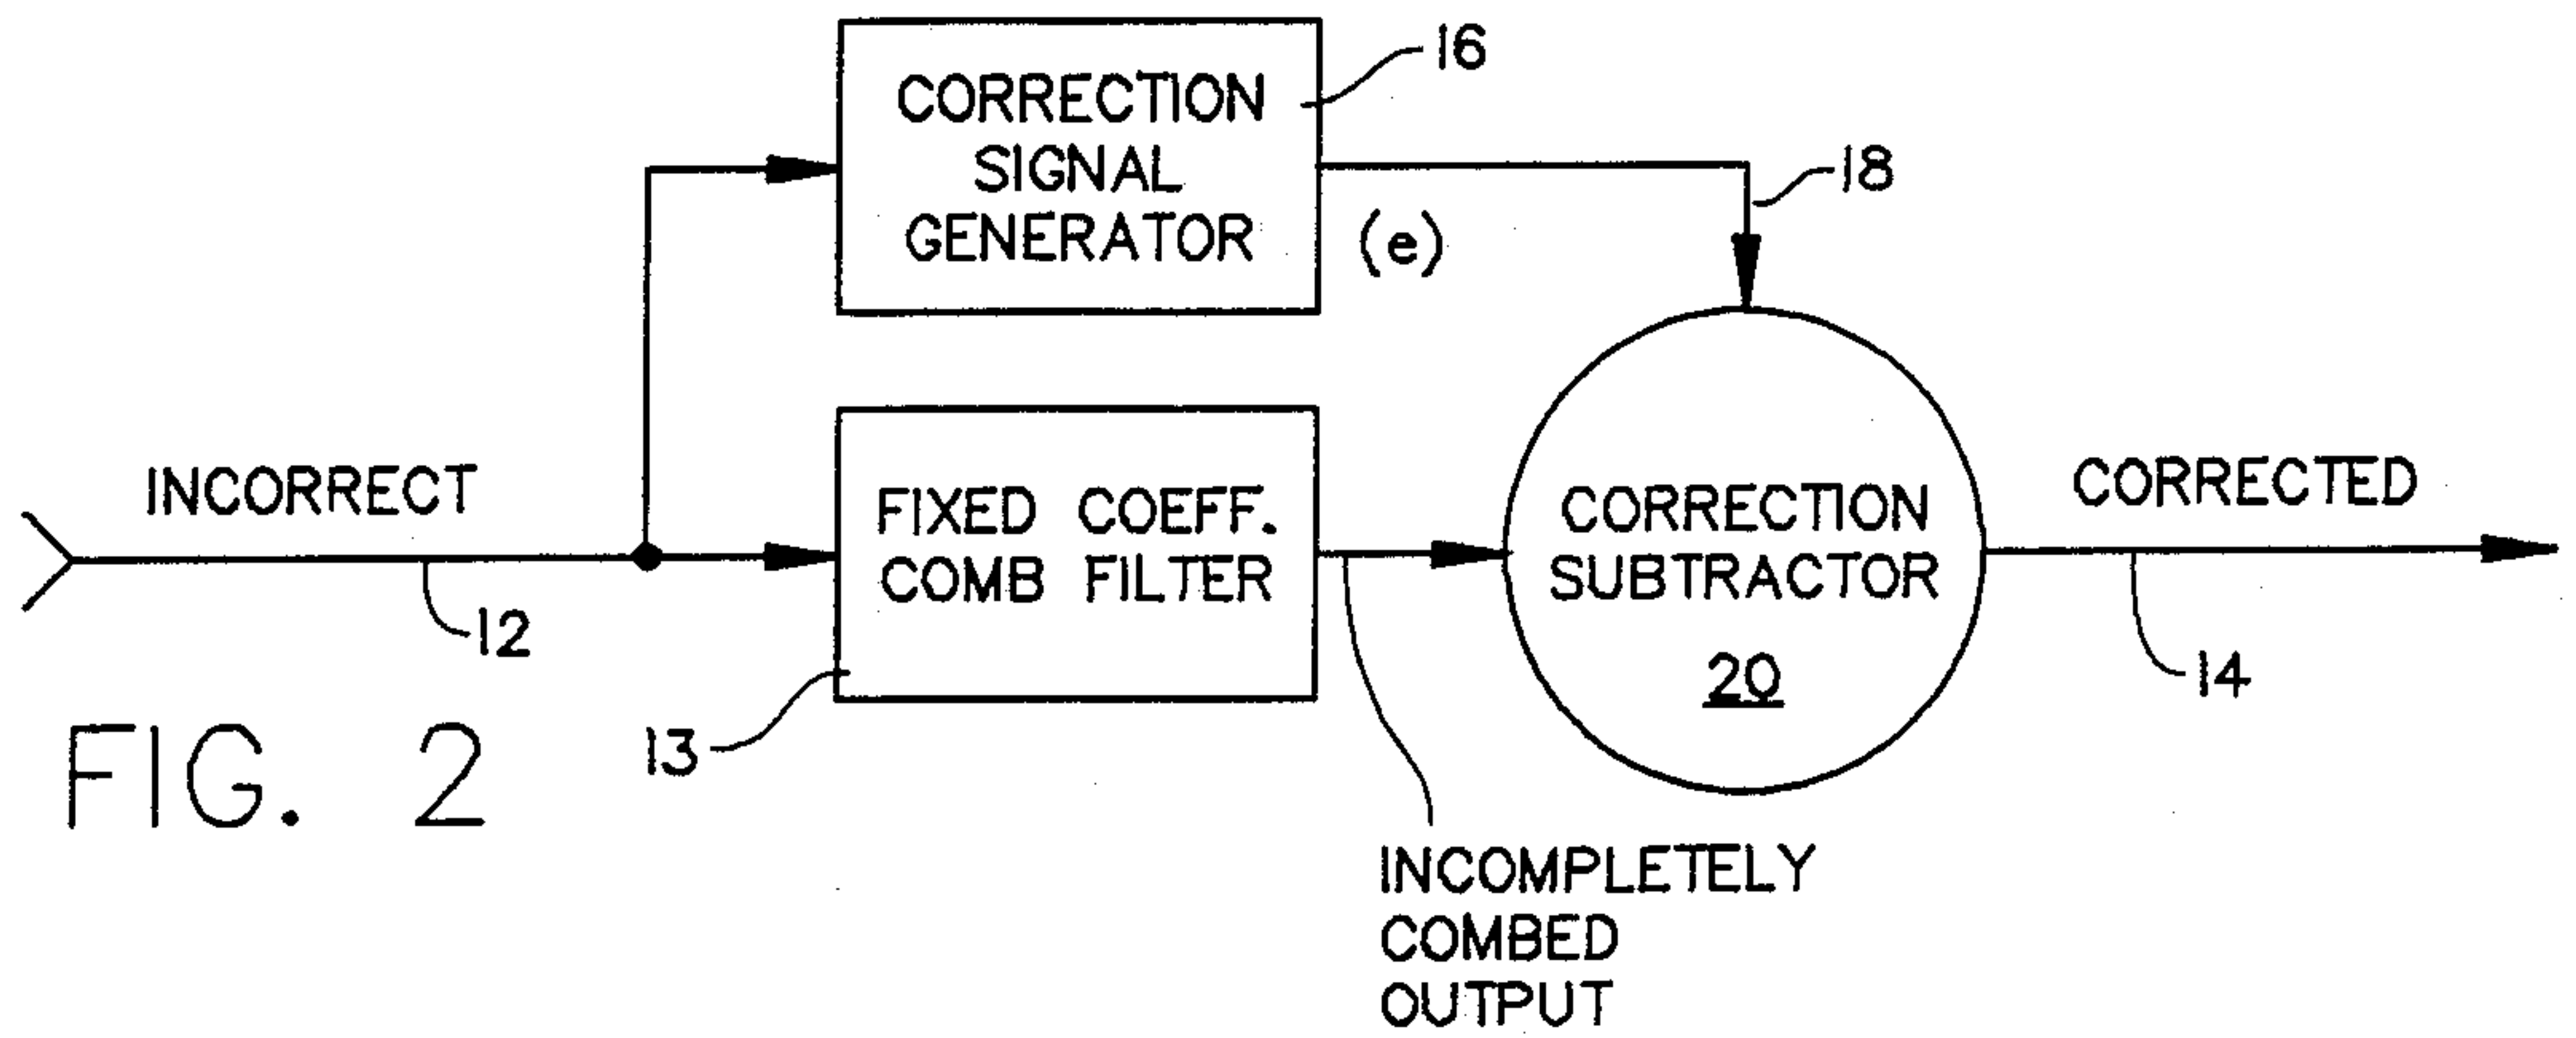 16
CORRECTION
SIGNAL
GENERATOR
18
(e)
INCORRECT
12
FIXED COEFF.
COMB FILTER
13
CORRECTION
SUBTRACTOR
20
CORRECTED
14
INCOMPLETELY
COMBED
OUTPUT
FIG. 2